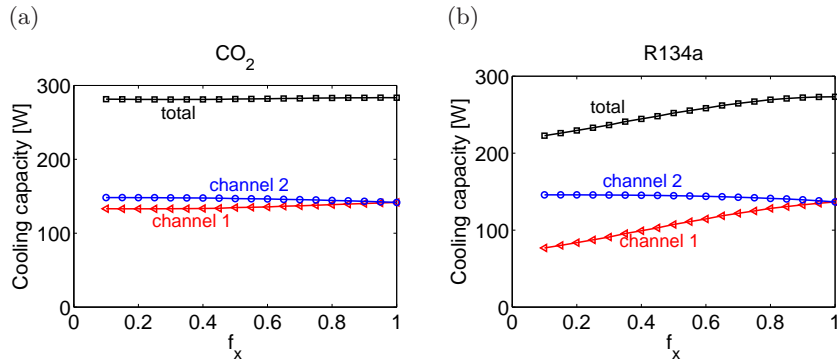 (a)
CO2
Cooling capacity [W]
300
200
100
0
total
channel 2
channel 1
0 0.2 0.4 0.6 0.8 1
fx
(b)
R134a
Cooling capacity [W]
300
200
100
0
total
channel 2
channel 1
0 0.2 0.4 0.6 0.8 1
fx